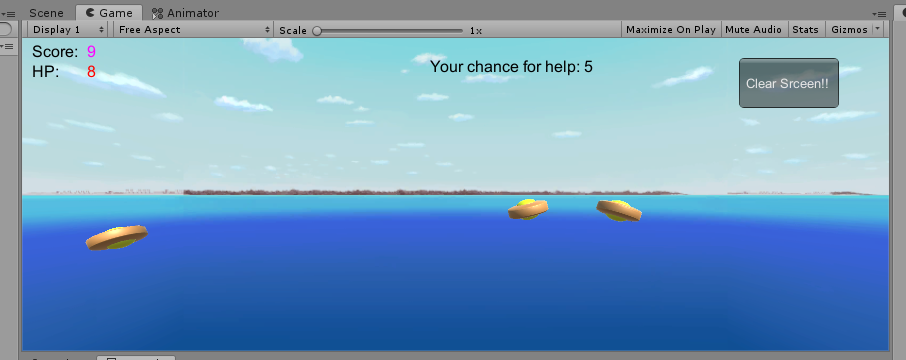 Scene Game Animator
Display 1 Free Aspect Scale 1x Maximize On Play Mute Audio Stats Gizmos
Score: 9
HP: 8
Your chance for help: 5
Clear Srceen!!